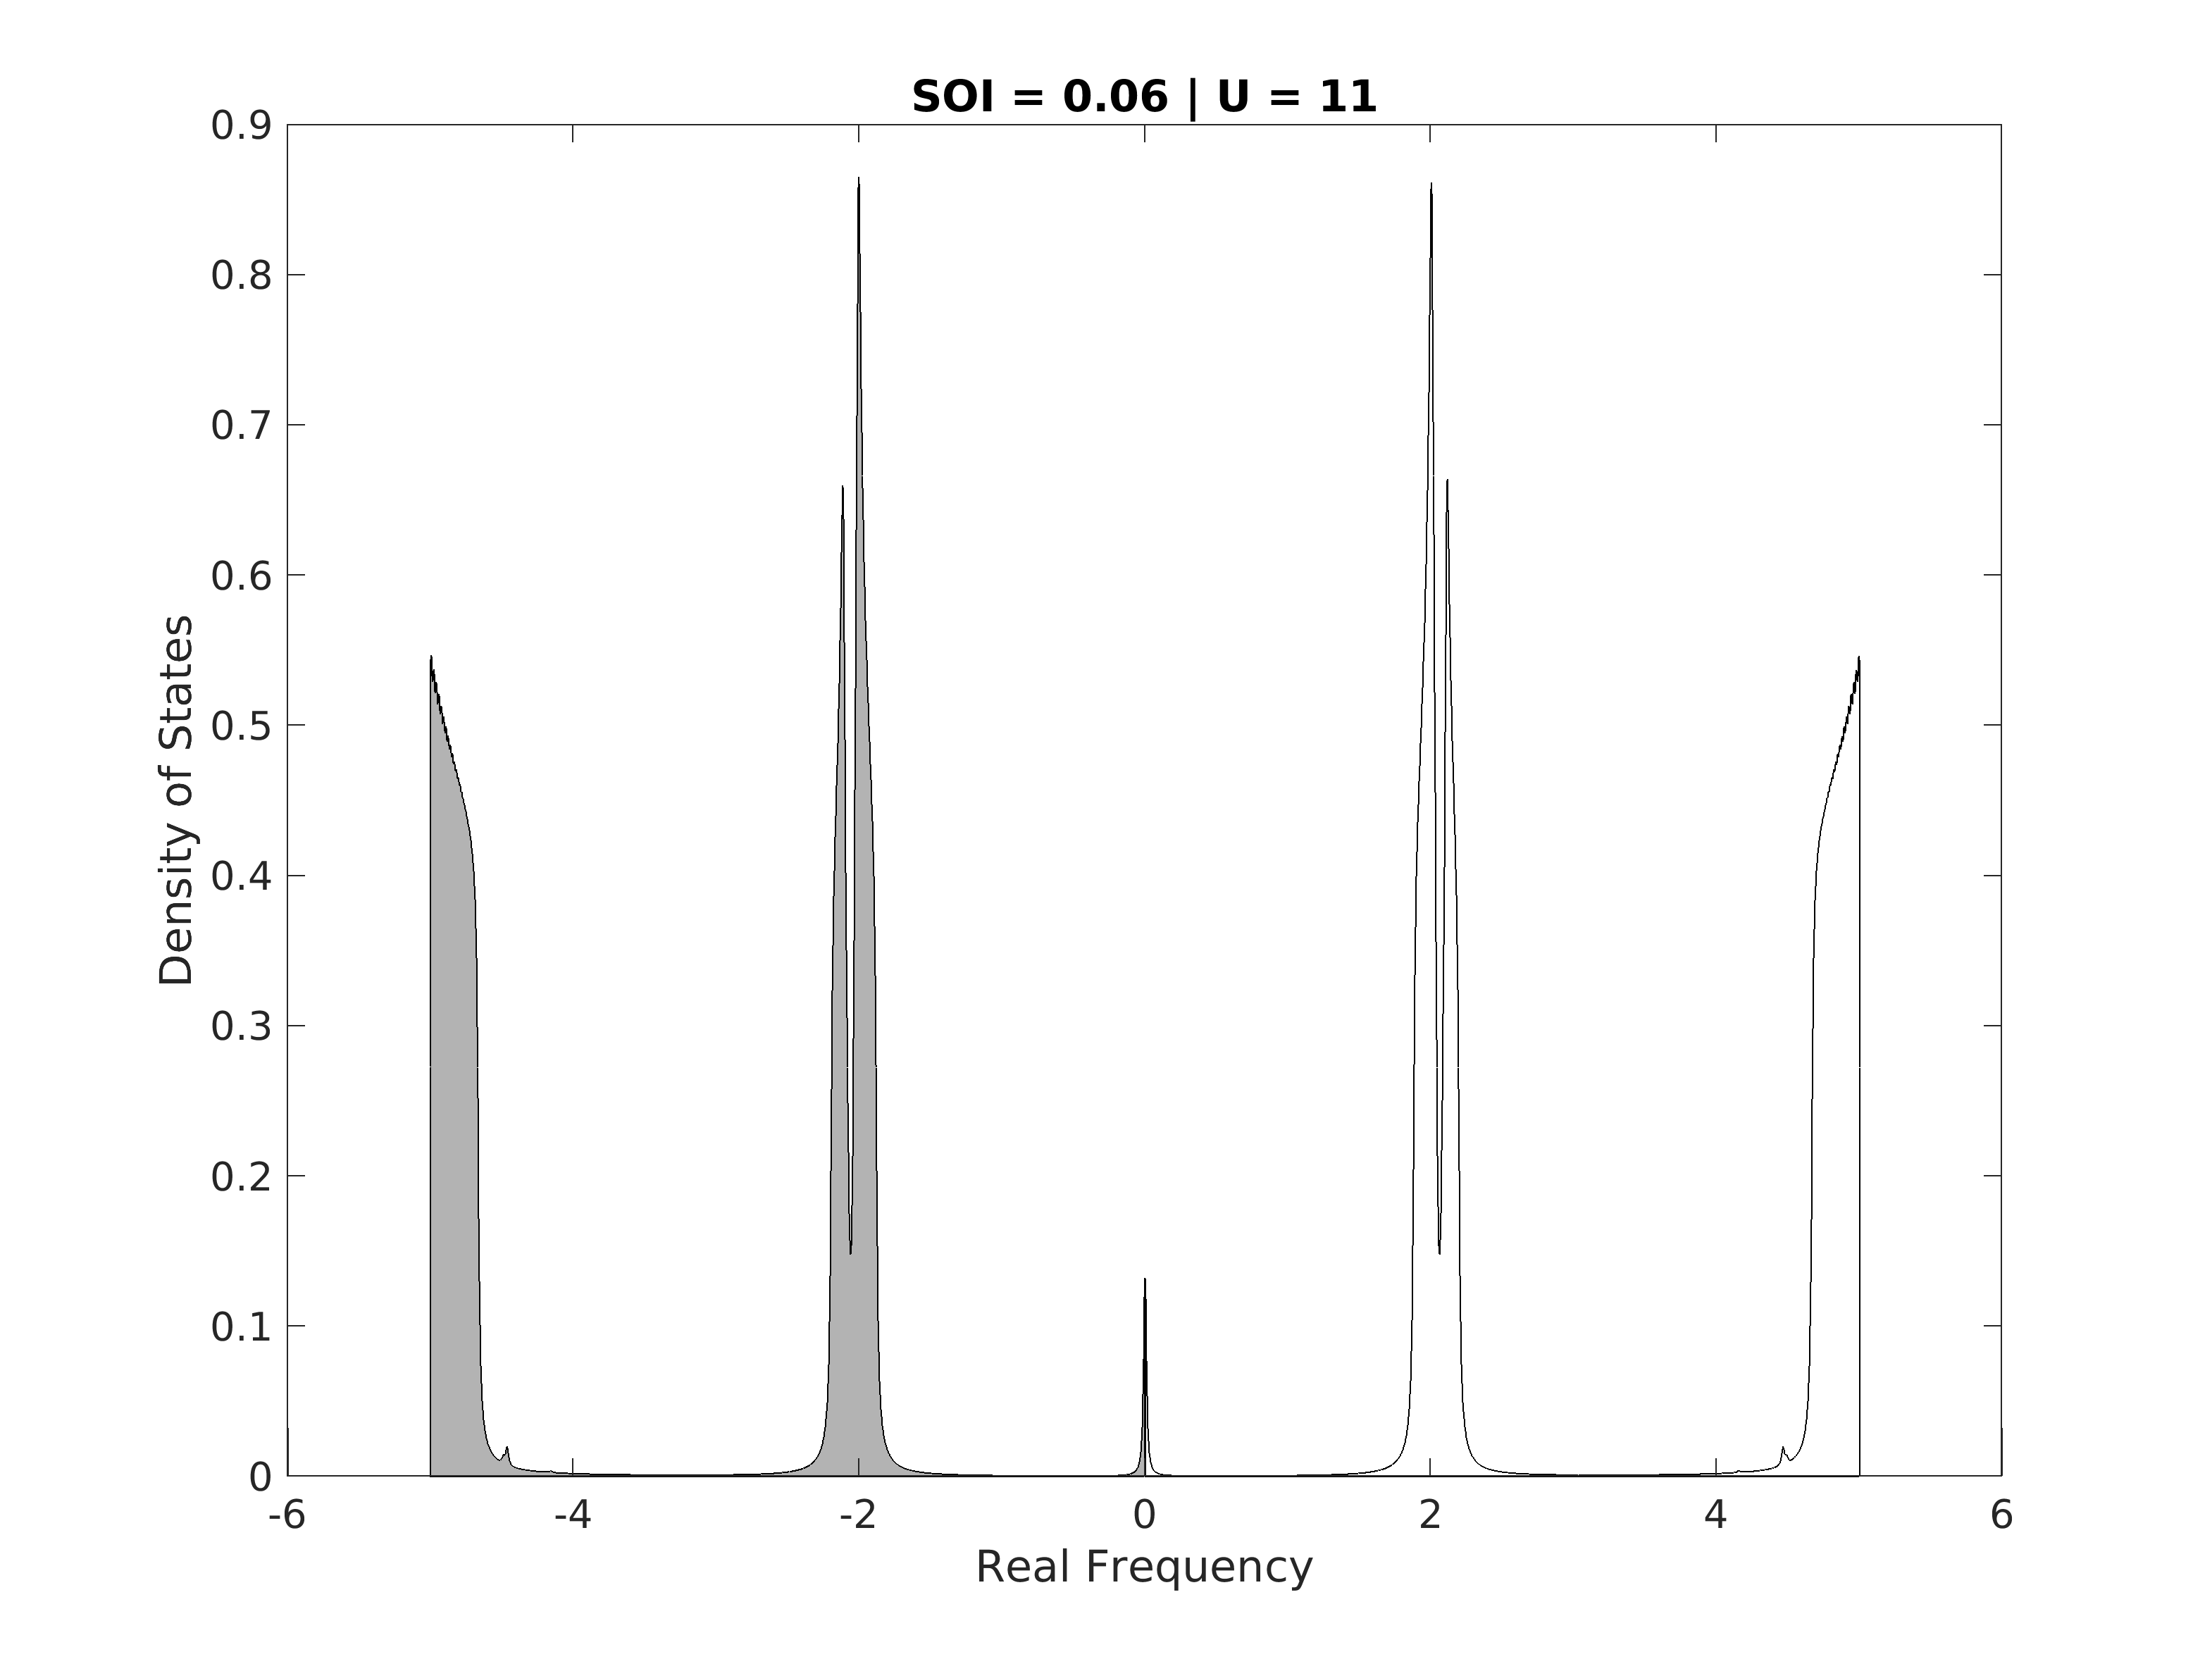 SOI = 0.06 | U = 11
0.9
0.8
0.7
0.6
0.5
0.4
0.3
0.2
0.1
0
Density of States
-6 -4 -2 0 2 4 6
Real Frequency